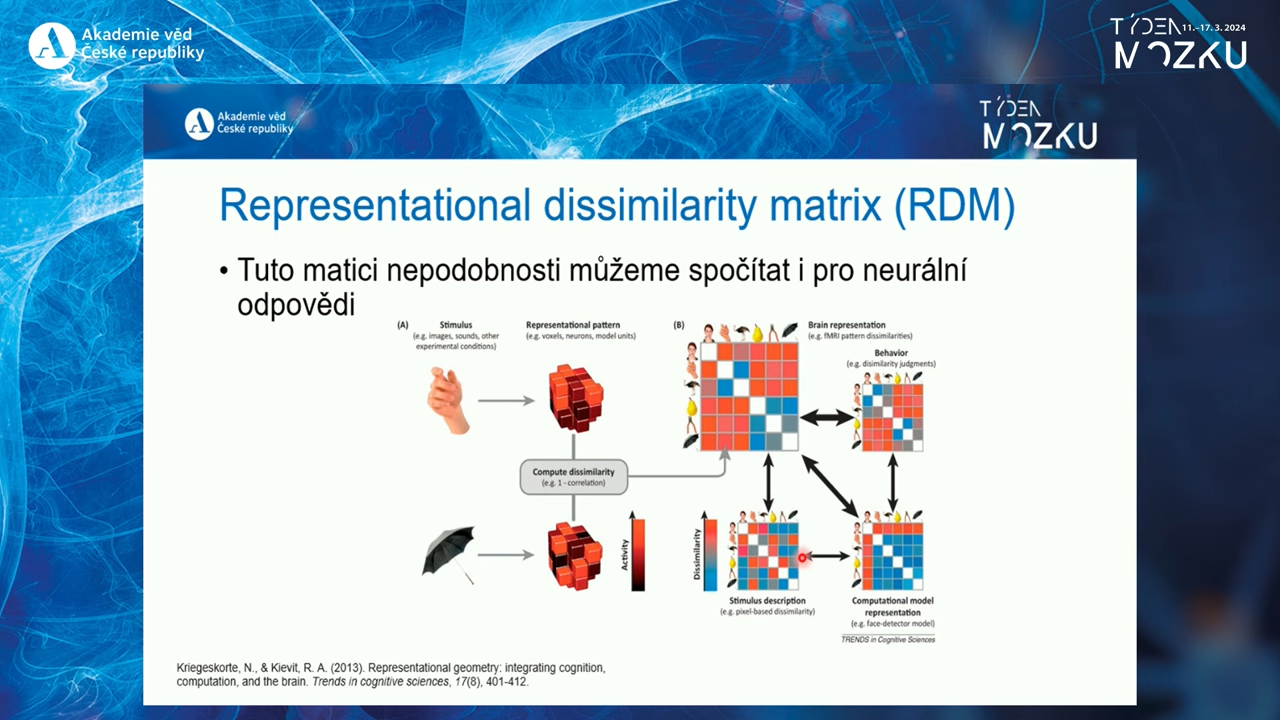 Akademie věd
České republiky
TÝDEN 11.–17. 3. 2024
MOZKU
Akademie věd
České republiky
TÝDEN
MOZKU
Representational dissimilarity matrix (RDM)
• Tuto matici nepodobnosti můžeme spočítat i pro neurální
odpovědi
(A)
Stimulus
(e.g. images, sounds, other
experimental conditions)
Representational pattern
(e.g. voxels, neurons, model units)
Compute dissimilarity
(e.g. 1 - correlation)
Activity
(B)
Brain representation
(e.g. fMRI pattern dissimilarities)
Behavior
(e.g. disimilarity judgments)
Dissimilarity
Stimulus description
(e.g. pixel-based dissimilarity)
Computational model
representation
(e.g. face-detector model)
TRENDS in Cognitive Sciences
Kriegeskorte, N., & Kievit, R. A. (2013). Representational geometry: integrating cognition,
computation, and the brain. Trends in cognitive sciences, 17(8), 401-412.